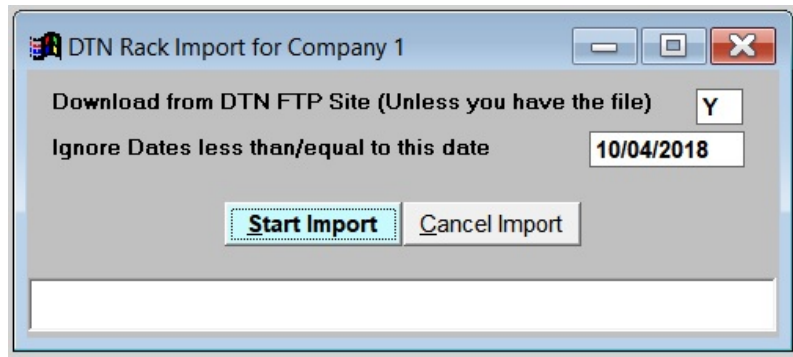 DTN Rack Import for Company 1
Download from DTN FTP Site (Unless you have the file) Y
Ignore Dates less than/equal to this date 10/04/2018
Start Import Cancel Import